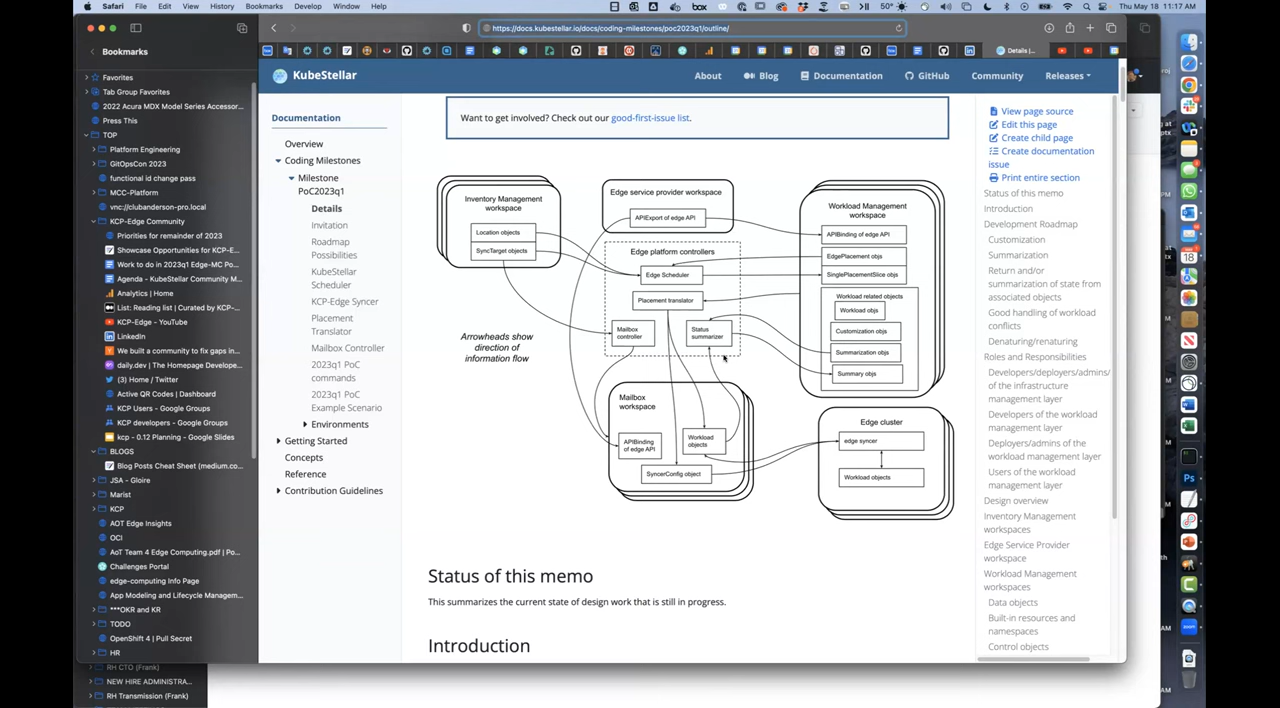 Safari File Edit View History Bookmarks Develop Window Help
box 50° Thu May 18 11:17 AM
https://docs.kubestellar.io/docs/coding-milestones/poc2023q1/outline/
Details |...
Bookmarks
Favorites
Tab Group Favorites
2022 Acura MDX Model Series Accessor...
Press This
TOP
Platform Engineering
GitOpsCon 2023
functional id change pass
MCC-Platform
vnc://clubanderson-pro.local
KCP-Edge Community
Priorities for remainder of 2023
Showcase Opportunities for KCP-E...
Work to do in 2023q1 Edge-MC Po...
Agenda - KubeStellar Community M...
Analytics | Home
List: Reading list | Curated by KCP-...
KCP-Edge - YouTube
LinkedIn
We built a community to fix gaps in...
daily.dev | The Homepage Develope...
(3) Home / Twitter
Active QR Codes | Dashboard
KCP Users - Google Groups
KCP developers - Google Groups
kcp - 0.12 Planning - Google Slides
BLOGS
Blog Posts Cheat Sheet (medium.co...
JSA - Gloire
Marist
KCP
AOT Edge Insights
OCI
AoT Team 4 Edge Computing.pdf | Po...
Challenges Portal
edge-computing Info Page
App Modeling and Lifecycle Managem...
***OKR and KR
TODO
OpenShift 4 | Pull Secret
HR
RH CTO (Frank)
NEW HIRE ADMINISTRA...
RH Transmission (Frank)
KubeStellar
About Blog Documentation GitHub Community Releases
Documentation
Overview
Coding Milestones
Milestone
PoC2023q1
Details
Invitation
Roadmap
Possibilities
KubeStellar
Scheduler
KCP-Edge Syncer
Placement
Translator
Mailbox Controller
2023q1 PoC
commands
2023q1 PoC
Example Scenario
Environments
Getting Started
Concepts
Reference
Contribution Guidelines
Want to get involved? Check out our good-first-issue list.
Inventory Management
workspace
Location objects
SyncTarget objects
Edge service provider workspace
APIExport of edge API
Edge platform controllers
Edge Scheduler
Placement translator
Mailbox
controller
Status
summarizer
Workload Management
workspace
APIBinding of edge API
EdgePlacement objs
SinglePlacementSlice objs
Workload related objects
Workload objs
Customization objs
Summarization objs
Summary objs
Arrowheads show
direction of
information flow
Mailbox
workspace
APIBinding
of edge API
Workload
objects
SyncerConfig object
Edge cluster
edge syncer
Workload objects
Status of this memo
This summarizes the current state of design work that is still in progress.
Introduction
View page source
Edit this page
Create child page
Create documentation
issue
Print entire section
Status of this memo
Introduction
Development Roadmap
Customization
Summarization
Return and/or
summarization of state from
associated objects
Good handling of workload
conflicts
Denaturing/renaturing
Roles and Responsibilities
Developers/deployers/admins/
of the infrastructure
management layer
Developers of the workload
management layer
Deployers/admins of the
workload management layer
Users of the workload
management layer
Design overview
Inventory Management
workspaces
Edge Service Provider
workspace
Workload Management
workspaces
Data objects
Built-in resources and
namespaces
Control objects